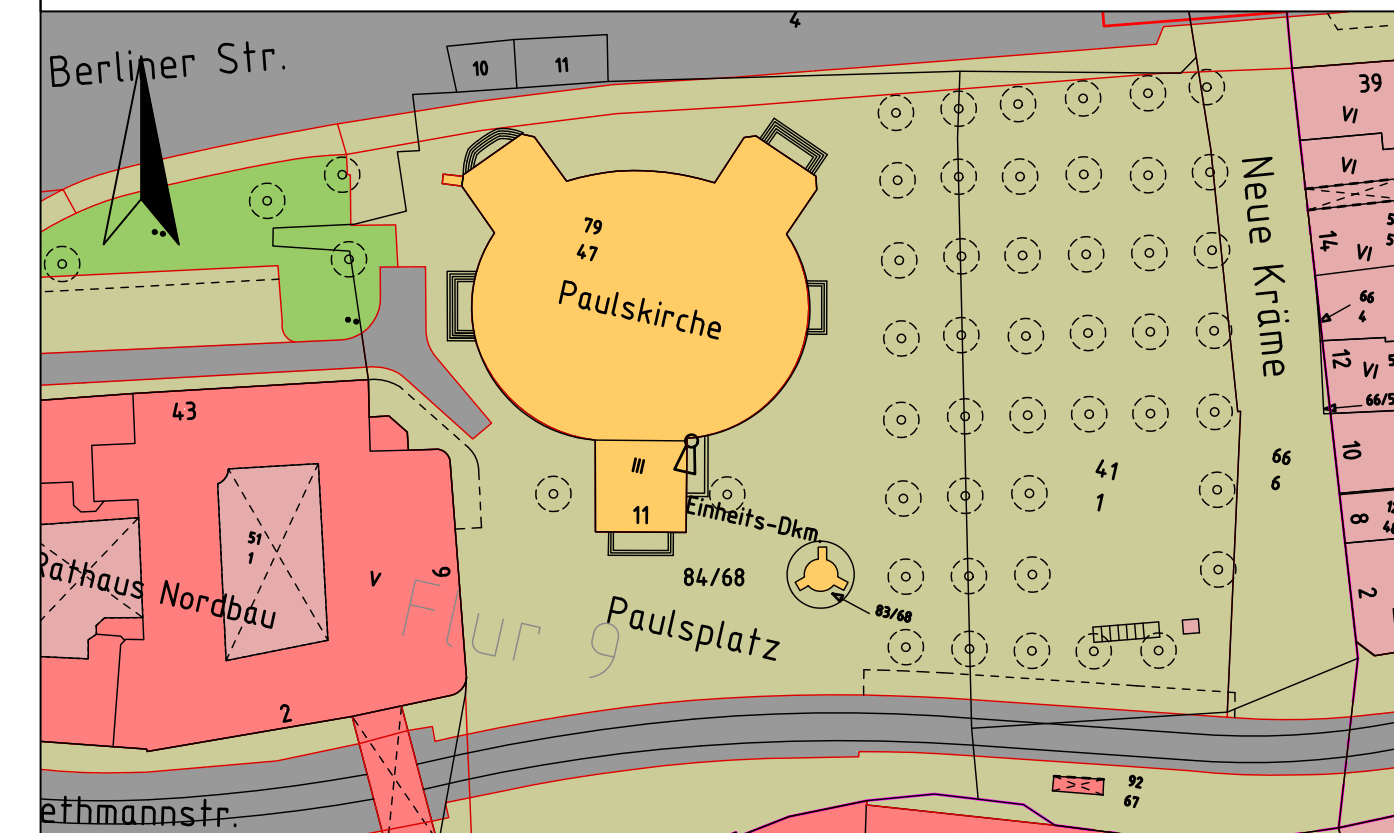 4
Berliner Str.
10
11
39
VI
VI
Neue Kräme
14
VI
79
47
Paulskirche
66
4
12
VI
66/5
43
III
11
41
1
66
6
10
Einheits-Dkm.
8
51
1
V
9
Rathaus Nordbau
84/68
83/68
Flur 9
Paulsplatz
2
2
92
67
ethmannstr.